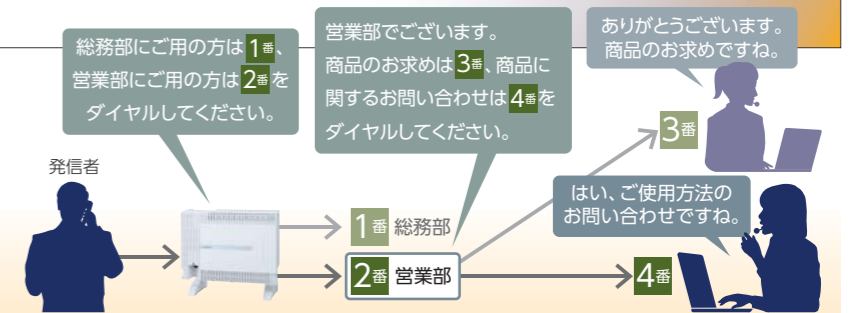 総務部にご用の方は1番、
営業部にご用の方は2番を
ダイヤルしてください。
営業部でございます。
商品のお求めは3番、商品に
関するお問い合わせは4番を
ダイヤルしてください。
ありがとうございます。
商品のお求めですね。
3番
発信者
はい、ご使用方法の
お問い合わせですね。
1番 総務部
2番 営業部
4番